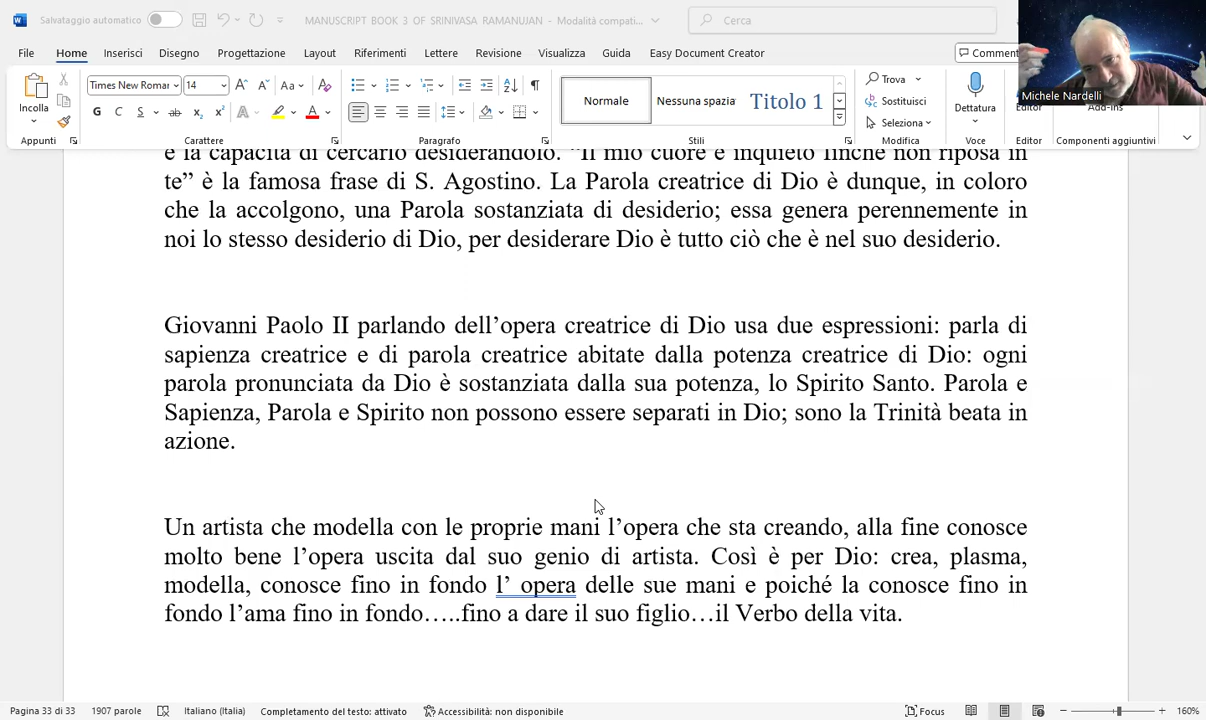 Salvataggio automatico MANUSCRIPT BOOK 3 OF SRINIVASA RAMANUJAN - Modalità compati... Cerca
File Home Inserisci Disegno Progettazione Layout Riferimenti Lettere Revisione Visualizza Guida Easy Document Creator Comment
Michele Nardelli
Incolla Times New Roman 14 Aa Normale Nessuna spazia Titolo 1 Trova Sostituisci Seleziona Dettatura Editor Add-ins
G C S ab x₂ x² A A
Appunti Carattere Paragrafo Stili Modifica Voce Editor Componenti aggiuntivi
è la capacità di cercarlo desiderandolo. “Il mio cuore è inquieto finché non riposa in
te” è la famosa frase di S. Agostino. La Parola creatrice di Dio è dunque, in coloro
che la accolgono, una Parola sostanziata di desiderio; essa genera perennemente in
noi lo stesso desiderio di Dio, per desiderare Dio è tutto ciò che è nel suo desiderio.
Giovanni Paolo II parlando dell’opera creatrice di Dio usa due espressioni: parla di
sapienza creatrice e di parola creatrice abitate dalla potenza creatrice di Dio: ogni
parola pronunciata da Dio è sostanziata dalla sua potenza, lo Spirito Santo. Parola e
Sapienza, Parola e Spirito non possono essere separati in Dio; sono la Trinità beata in
azione.
Un artista che modella con le proprie mani l’opera che sta creando, alla fine conosce
molto bene l’opera uscita dal suo genio di artista. Così è per Dio: crea, plasma,
modella, conosce fino in fondo l’ opera delle sue mani e poiché la conosce fino in
fondo l’ama fino in fondo…..fino a dare il suo figlio…il Verbo della vita.
Pagina 33 di 33 1907 parole Italiano (Italia) Completamento del testo: attivato Accessibilità: non disponibile Focus 160%